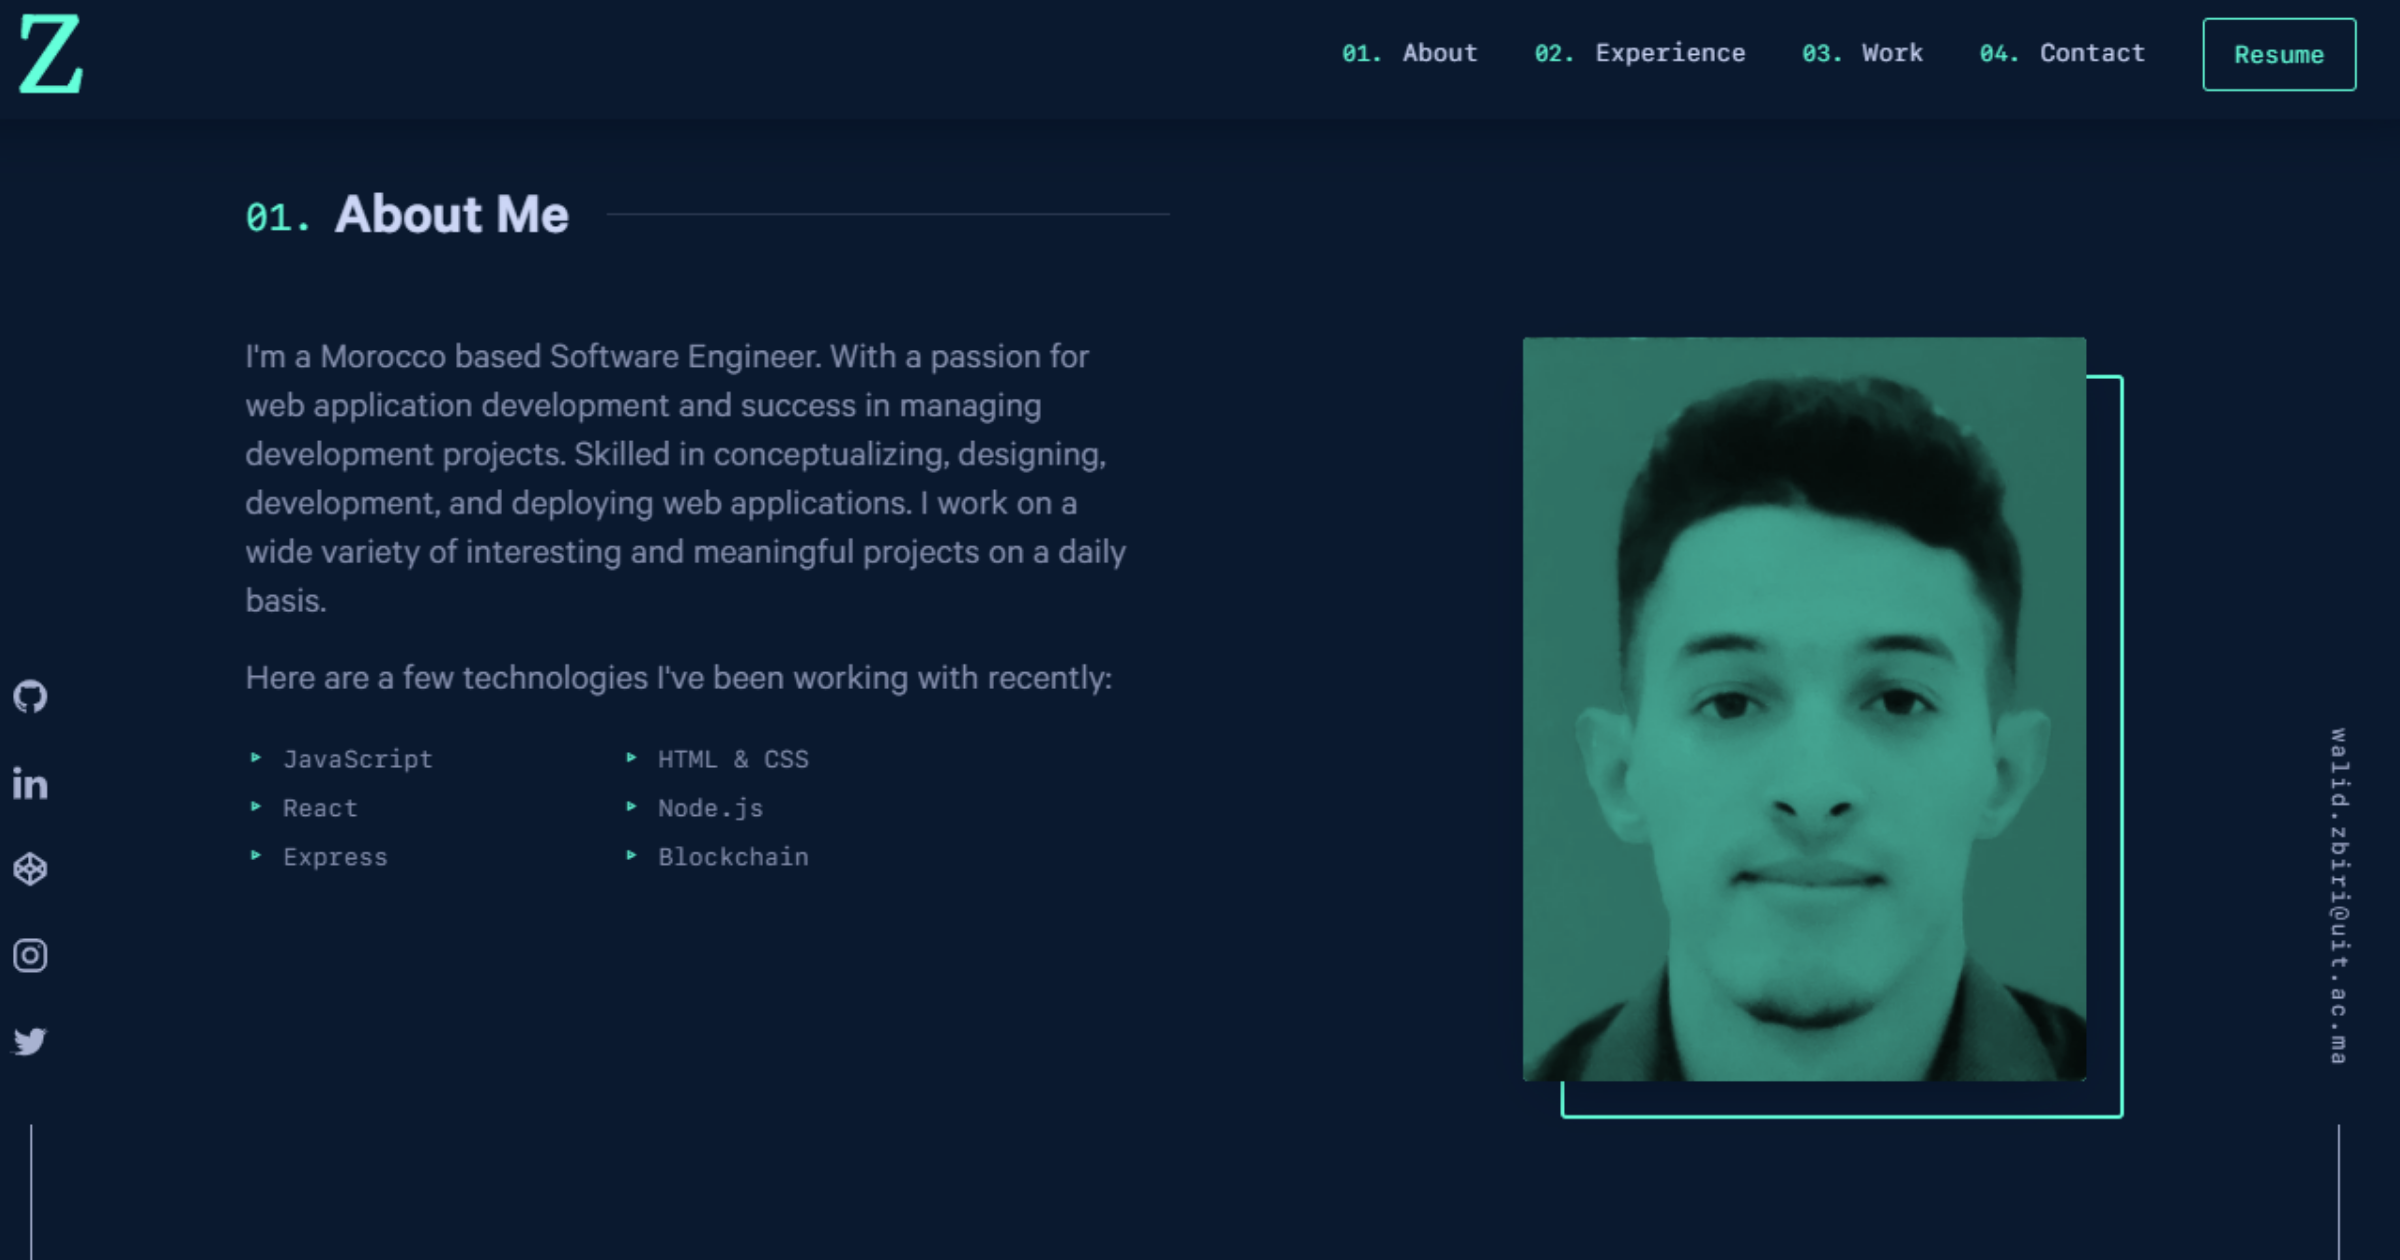 Z
01. About 02. Experience 03. Work 04. Contact Resume
01. About Me
I'm a Morocco based Software Engineer. With a passion for
web application development and success in managing
development projects. Skilled in conceptualizing, designing,
development, and deploying web applications. I work on a
wide variety of interesting and meaningful projects on a daily
basis.
Here are a few technologies I've been working with recently:
JavaScript
HTML & CSS
React
Node.js
Express
Blockchain
in
walid.zbiri@uit.ac.ma